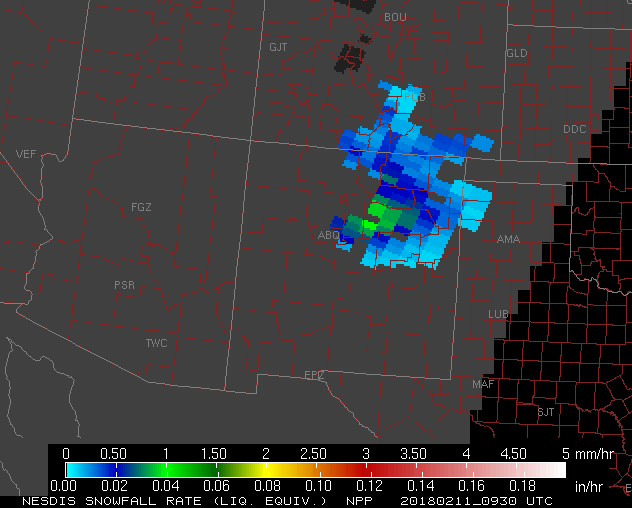 BOU
GJT
GLD
PUB
DDC
VEF
FGZ
ABQ
AMA
PSR
LUB
TWC
EPZ
MAF
SJT
0 0.50 1 1.50 2 2.50 3 3.50 4 4.50 5 mm/hr
0.00 0.02 0.04 0.06 0.08 0.10 0.12 0.14 0.16 0.18 in/hr
NESDIS SNOWFALL RATE (LIQ. EQUIV.) NPP 20180211_0930 UTC